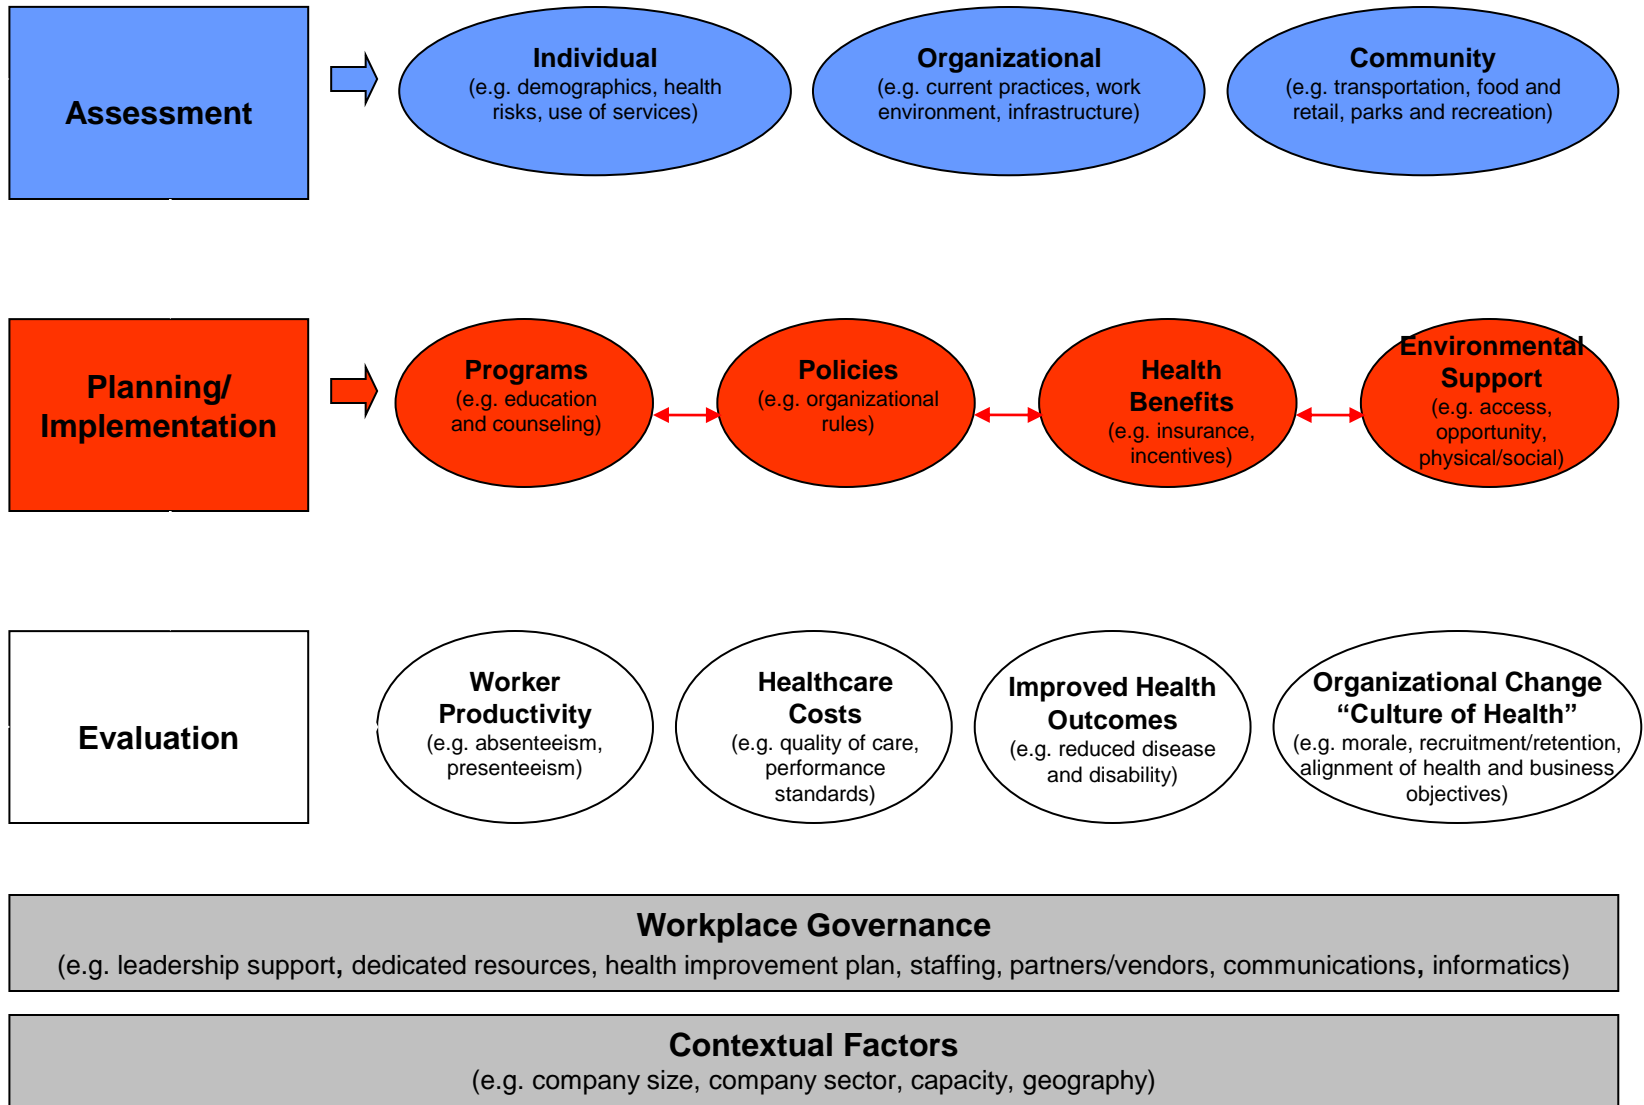 Assessment
Individual
(e.g. demographics, health
risks, use of services)
Organizational
(e.g. current practices, work
environment, infrastructure)
Community
(e.g. transportation, food and
retail, parks and recreation)
Planning/
Implementation
Programs
(e.g. education
and counseling)
Policies
(e.g. organizational
rules)
Health
Benefits
(e.g. insurance,
incentives)
Environmental
Support
(e.g. access,
opportunity,
physical/social)
Evaluation
Worker
Productivity
(e.g. absenteeism,
presenteeism)
Healthcare
Costs
(e.g. quality of care,
performance
standards)
Improved Health
Outcomes
(e.g. reduced disease
and disability)
Organizational Change
“Culture of Health”
(e.g. morale, recruitment/retention,
alignment of health and business
objectives)
Workplace Governance
(e.g. leadership support, dedicated resources, health improvement plan, staffing, partners/vendors, communications, informatics)
Contextual Factors
(e.g. company size, company sector, capacity, geography)